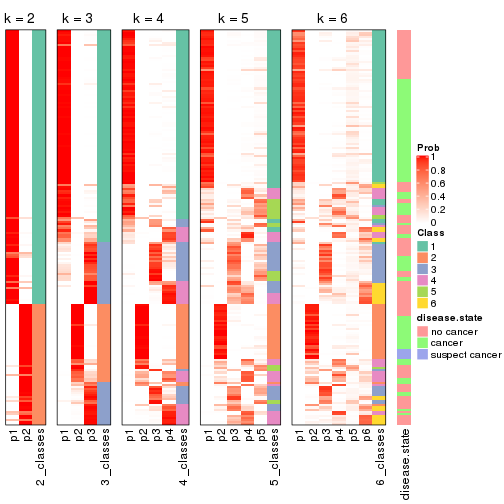 k = 2
k = 3
k = 4
k = 5
k = 6
p1
p2
2_classes
p1
p2
p3
3_classes
p1
p2
p3
p4
4_classes
p1
p2
p3
p4
p5
5_classes
p1
p2
p3
p4
p5
p6
6_classes
disease.state
Prob
1
0.8
0.6
0.4
0.2
0
Class
1
2
3
4
5
6
disease.state
no cancer
cancer
suspect cancer